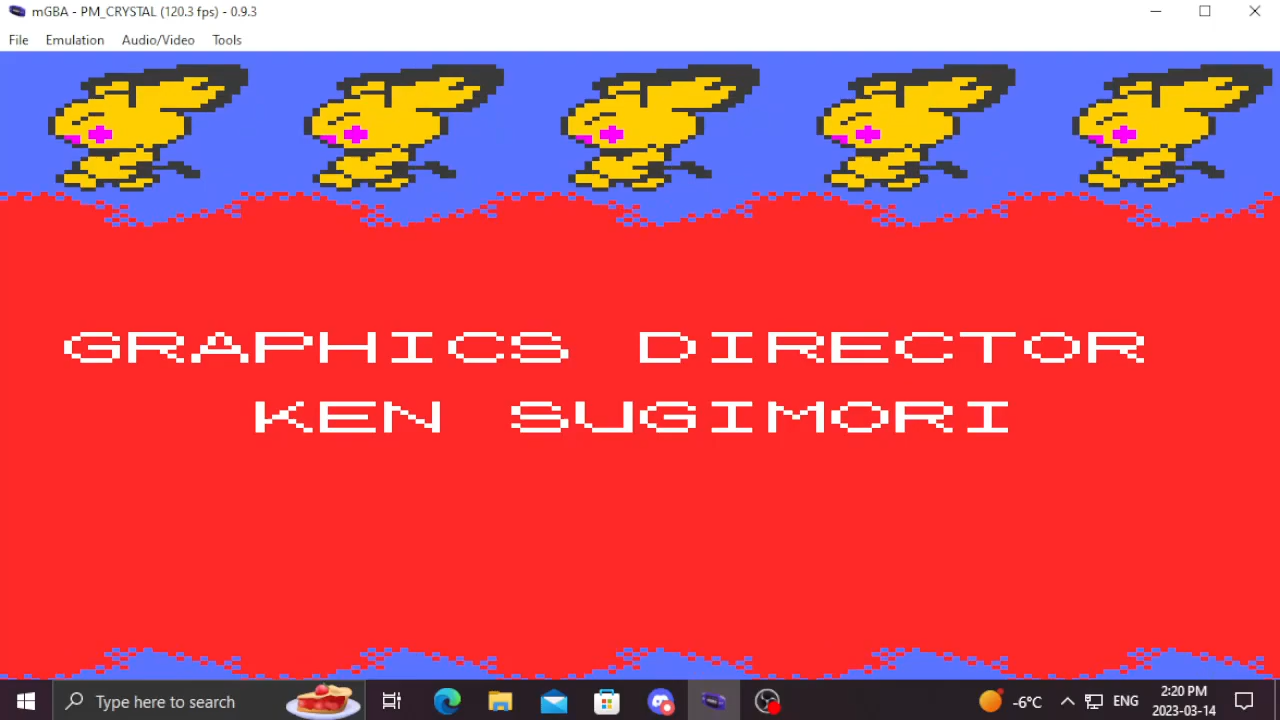 mGBA - PM_CRYSTAL (120.3 fps) - 0.9.3
File Emulation Audio/Video Tools
GRAPHICS DIRECTOR
KEN SUGIMORI
Type here to search
-6°C
ENG
2:20 PM
2023-03-14